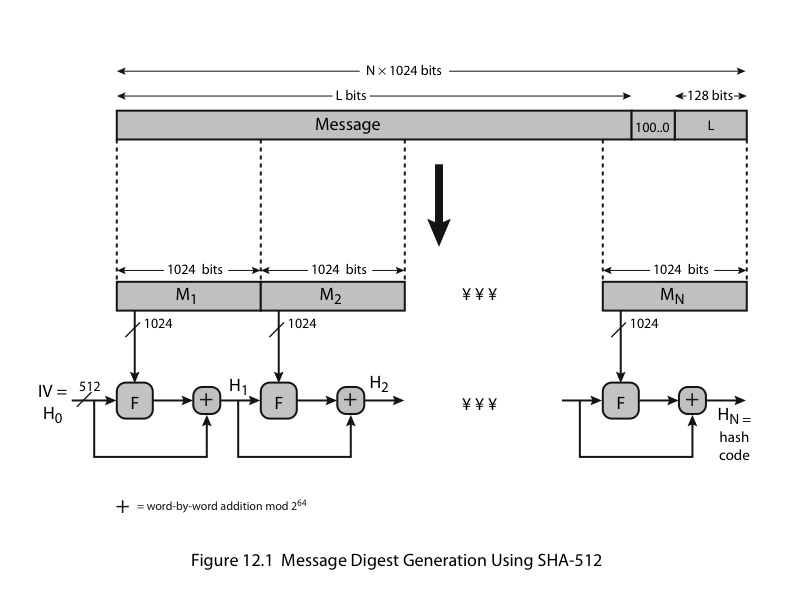 N × 1024 bits
L bits
128 bits
Message
100..0
L
1024 bits
1024 bits
1024 bits
M1
M2
¥ ¥ ¥
MN
1024
1024
1024
IV =
H0
512
F
+
H1
F
+
H2
¥ ¥ ¥
F
+
HN =
hash
code
+ = word-by-word addition mod 2^64
Figure 12.1 Message Digest Generation Using SHA-512